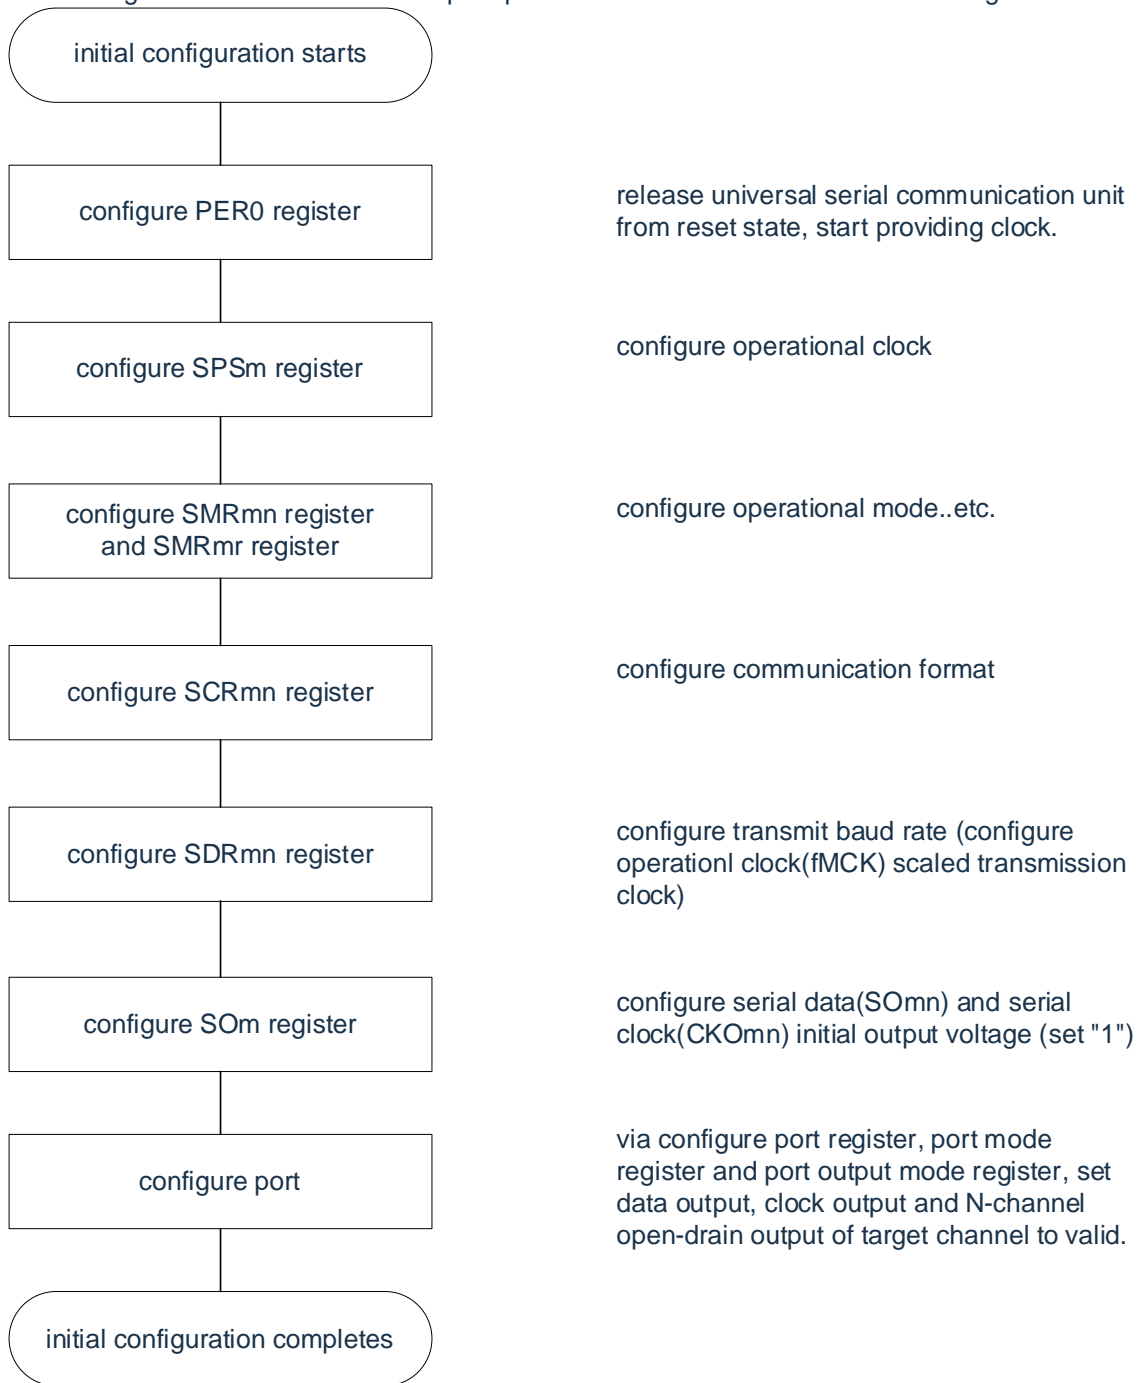 initial configuration starts
configure PER0 register
release universal serial communication unit
from reset state, start providing clock.
configure SPSm register
configure operational clock
configure SMRmn register
and SMRmr register
configure operational mode..etc.
configure SCRmn register
configure communication format
configure SDRmn register
configure transmit baud rate (configure
operationl clock(fMCK) scaled transmission
clock)
configure SOm register
configure serial data(SOmn) and serial
clock(CKOmn) initial output voltage (set "1")
configure port
via configure port register, port mode
register and port output mode register, set
data output, clock output and N-channel
open-drain output of target channel to valid.
initial configuration completes